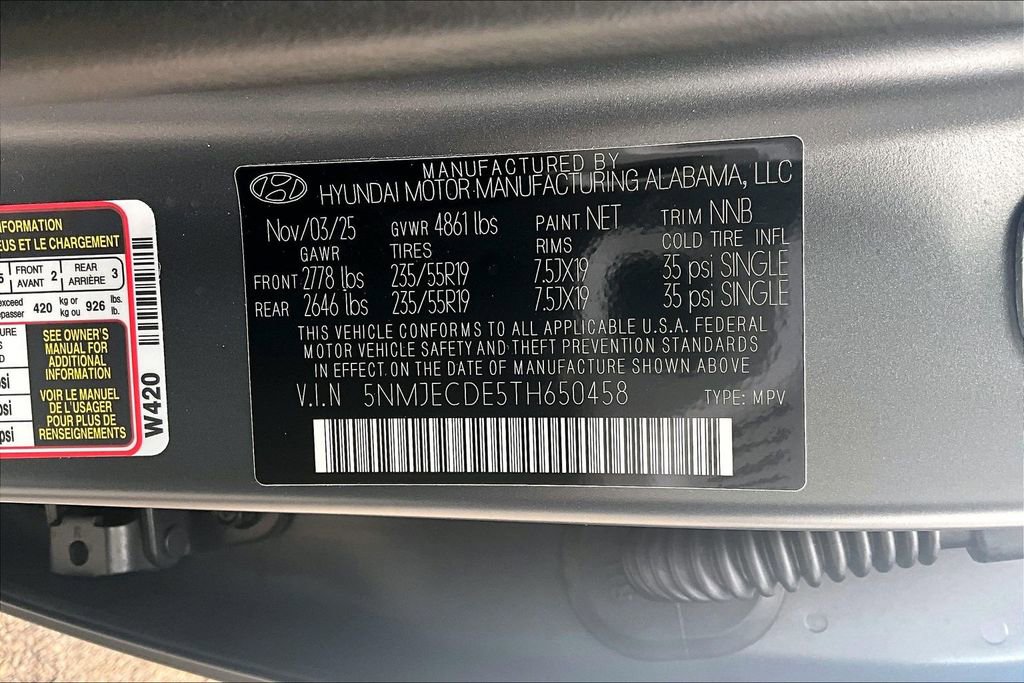 MANUFACTURED BY
HYUNDAI MOTOR MANUFACTURING ALABAMA, LLC
Nov/03/25 GVWR 4861 lbs PAINT NET TRIM NNB
GAWR TIRES RIMS COLD TIRE INFL
FRONT 2778 lbs 235/55R19 7.5JX19 35 psi SINGLE
REAR 2646 lbs 235/55R19 7.5JX19 35 psi SINGLE
THIS VEHICLE CONFORMS TO ALL APPLICABLE U.S.A. FEDERAL
MOTOR VEHICLE SAFETY AND THEFT PREVENTION STANDARDS
IN EFFECT ON THE DATE OF MANUFACTURE SHOWN ABOVE
V.I.N 5NMJECDE5TH650458 TYPE: MPV
ET LE CHARGEMENT
FRONT AVANT 2 REAR ARRIÈRE 3
420 kg or kg ou 926 lbs. lb.
SEE OWNER'S
MANUAL FOR
ADDITIONAL
INFORMATION
VOIR LE MANUEL
DE L'USAGER
POUR PLUS DE
RENSEIGNEMENTS
psi
psi
W420